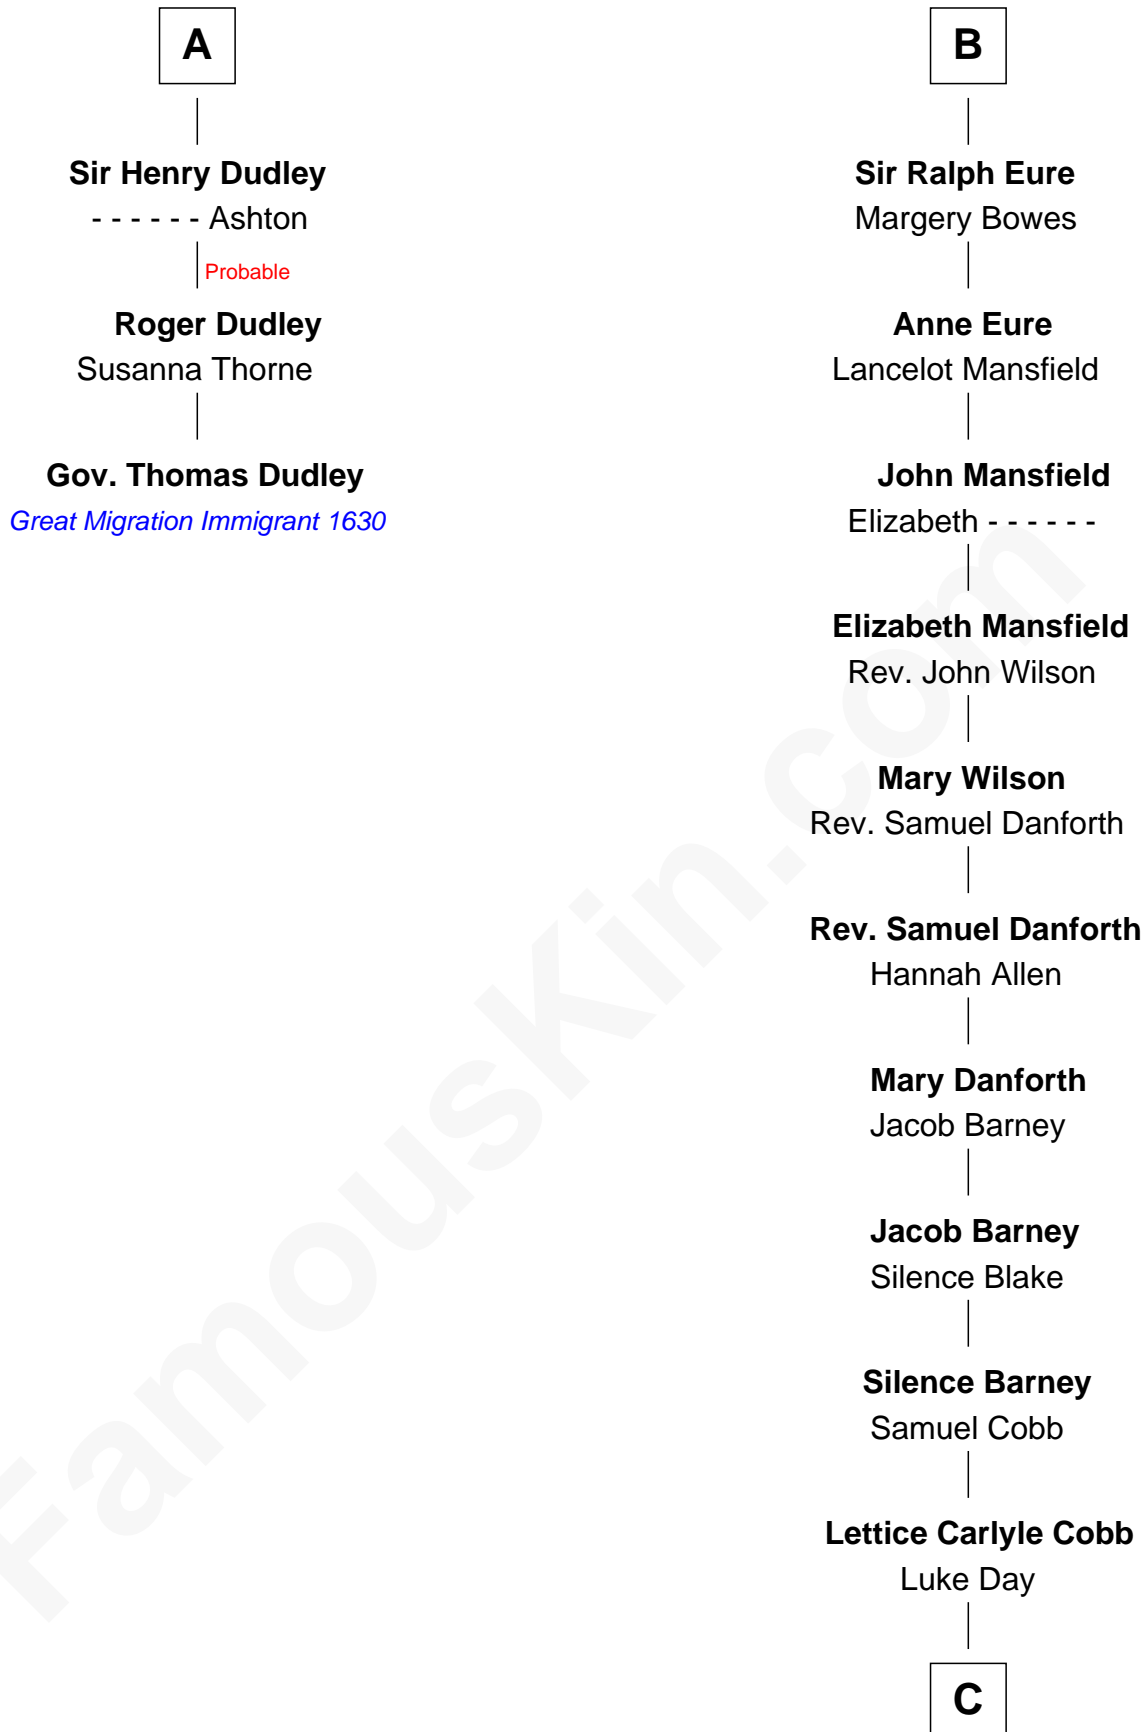 A
Sir Henry Dudley
- - - - - - Ashton
Probable
Roger Dudley
Susanna Thorne
Gov. Thomas Dudley
Great Migration Immigrant 1630
B
Sir Ralph Eure
Margery Bowes
Anne Eure
Lancelot Mansfield
John Mansfield
Elizabeth - - - - - -
Elizabeth Mansfield
Rev. John Wilson
Mary Wilson
Rev. Samuel Danforth
Rev. Samuel Danforth
Hannah Allen
Mary Danforth
Jacob Barney
Jacob Barney
Silence Blake
Silence Barney
Samuel Cobb
Lettice Carlyle Cobb
Luke Day
C
FamousKin.com